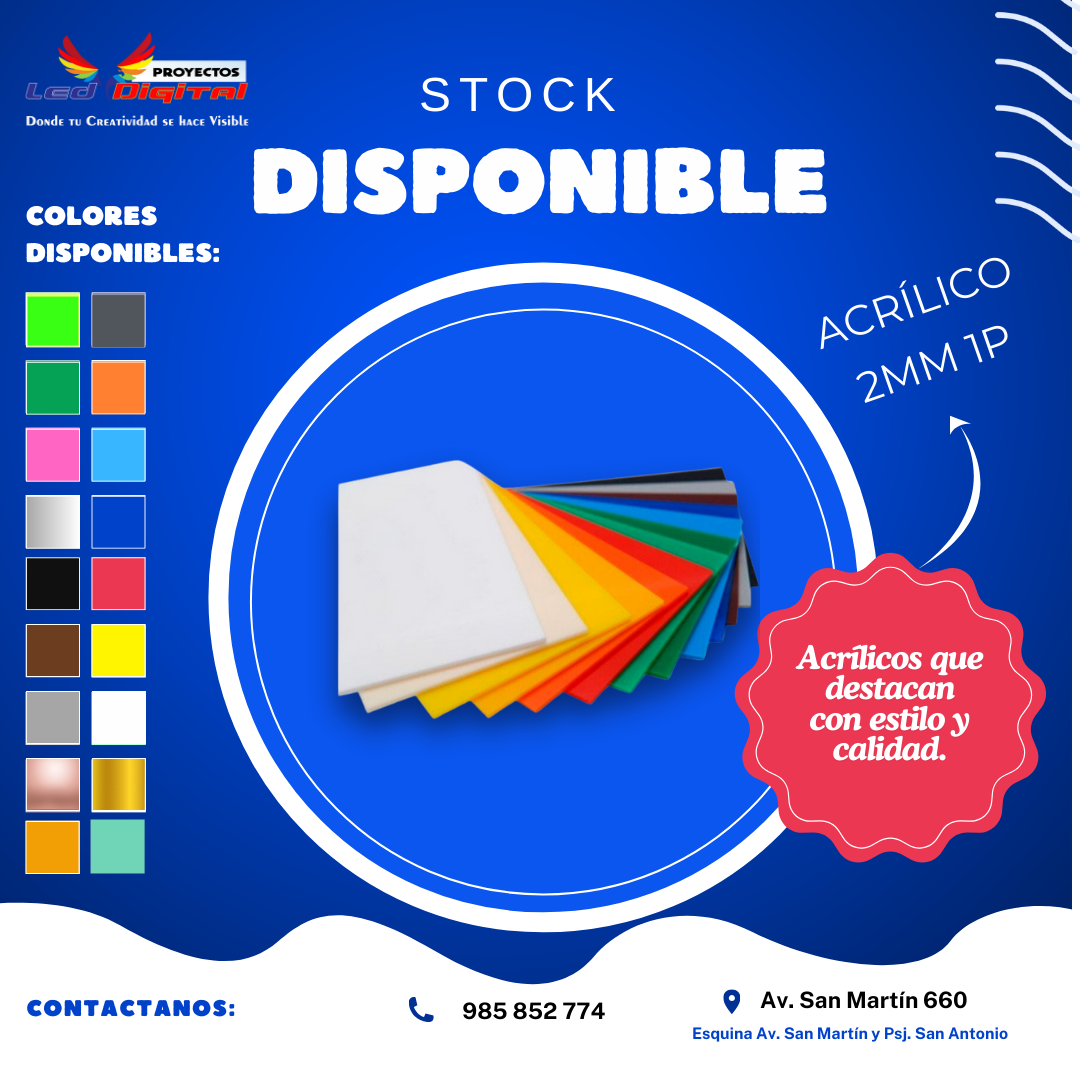 PROYECTOS
Led Digital
Donde tu Creatividad se hace Visible
STOCK
DISPONIBLE
COLORES
DISPONIBLES:
ACRÍLICO
2MM 1P
Acrílicos que
destacan
con estilo y
calidad.
CONTACTANOS:
985 852 774
Av. San Martín 660
Esquina Av. San Martín y Psj. San Antonio